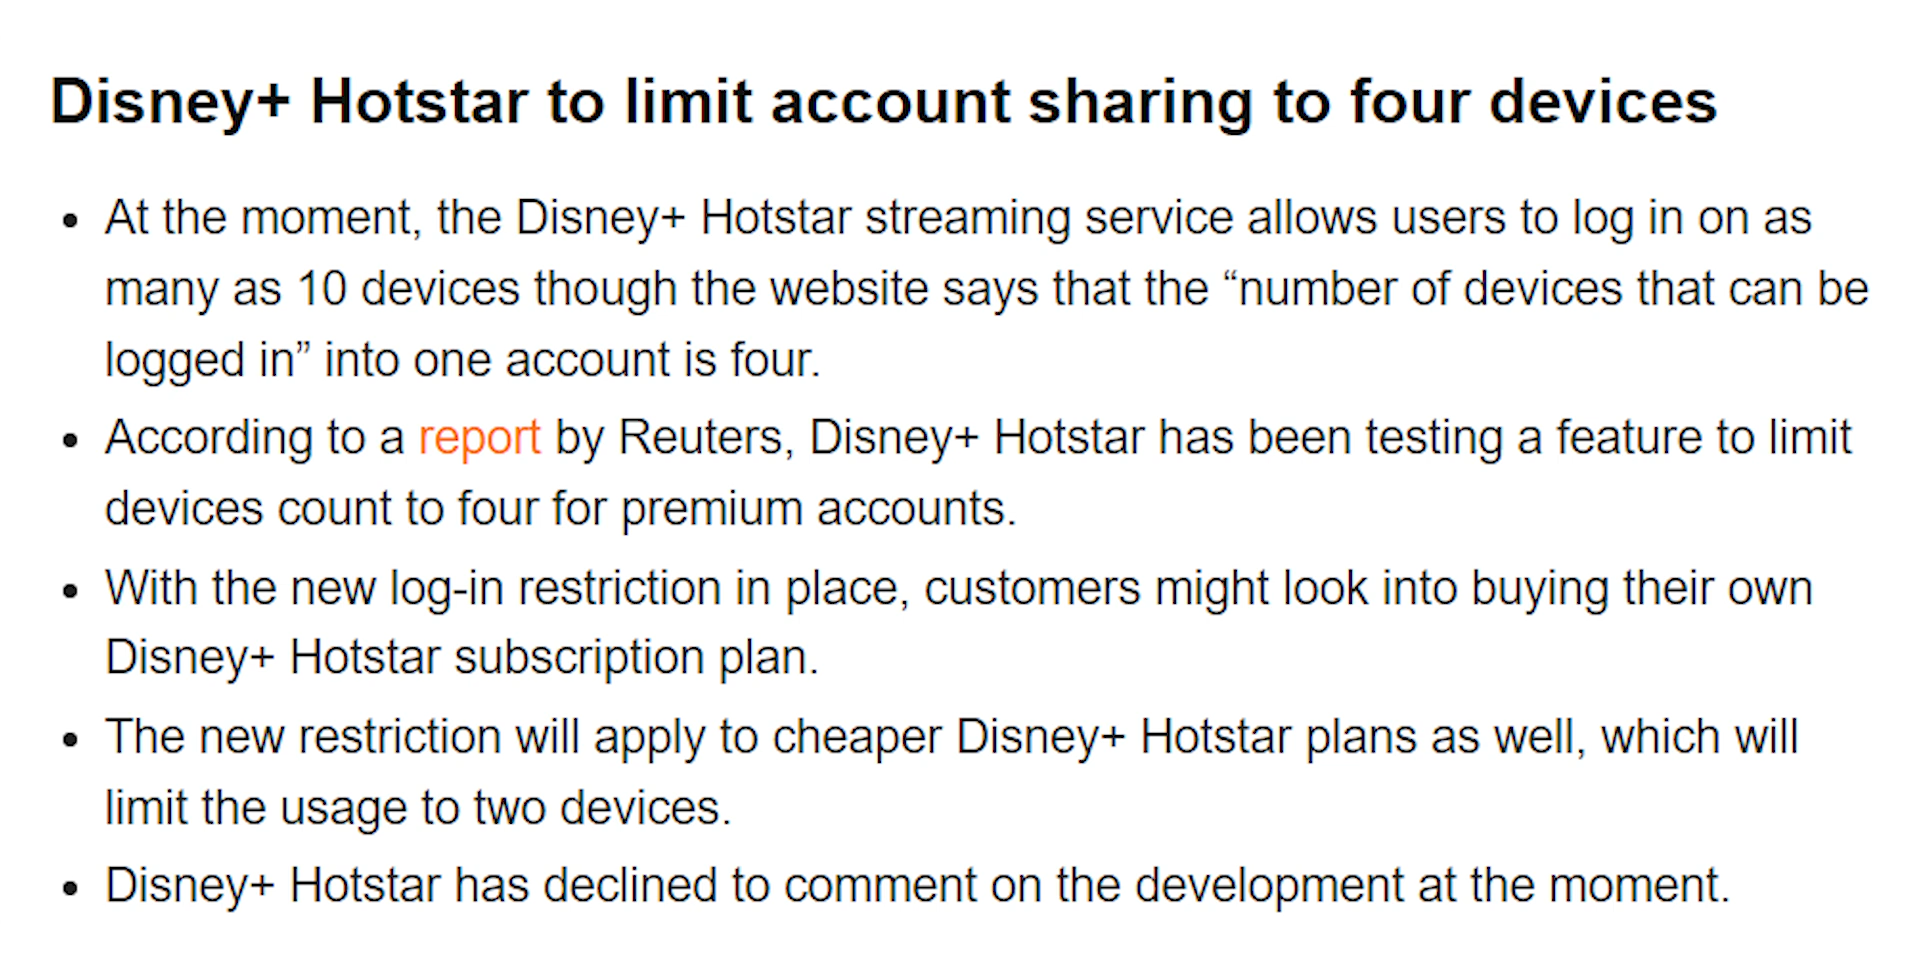 Disney+ Hotstar to limit account sharing to four devices
• At the moment, the Disney+ Hotstar streaming service allows users to log in on as
many as 10 devices though the website says that the “number of devices that can be
logged in” into one account is four.
• According to a report by Reuters, Disney+ Hotstar has been testing a feature to limit
devices count to four for premium accounts.
• With the new log-in restriction in place, customers might look into buying their own
Disney+ Hotstar subscription plan.
• The new restriction will apply to cheaper Disney+ Hotstar plans as well, which will
limit the usage to two devices.
• Disney+ Hotstar has declined to comment on the development at the moment.